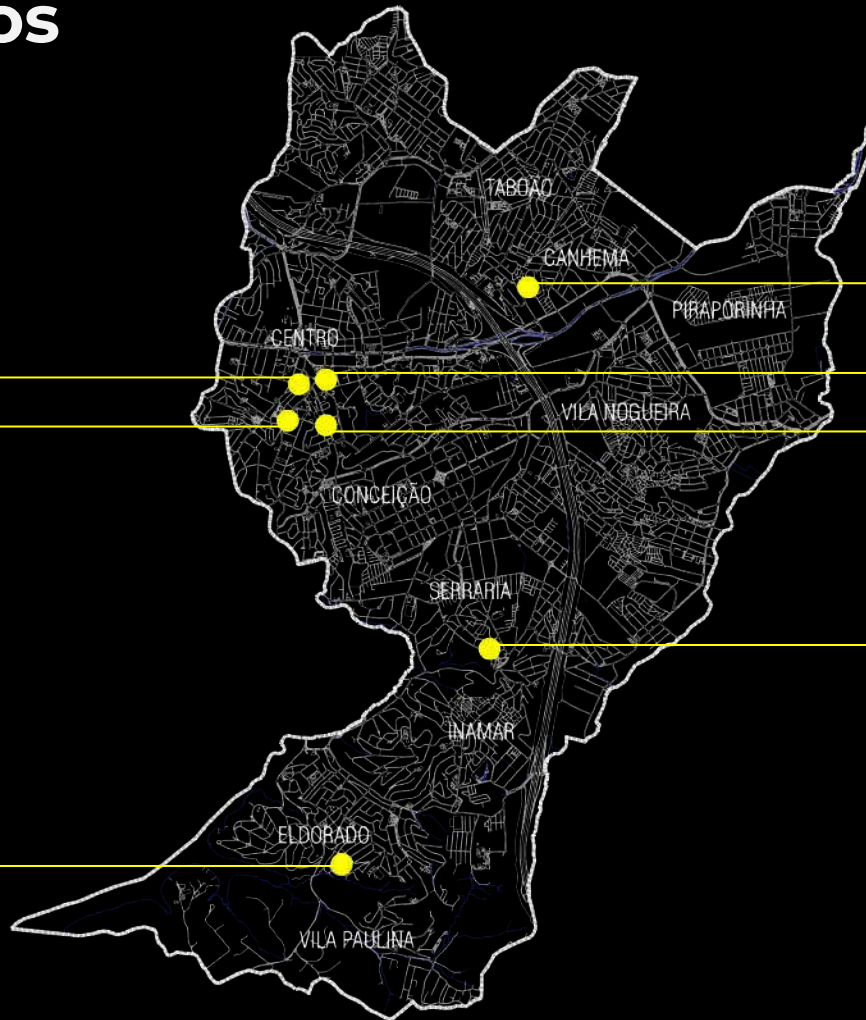 os
TABOÃO
CANHEMA
PIRAPORINHA
CENTRO
VILA NOGUEIRA
CONCEIÇÃO
SERRARIA
INAMAR
ELDORADO
VILA PAULINA